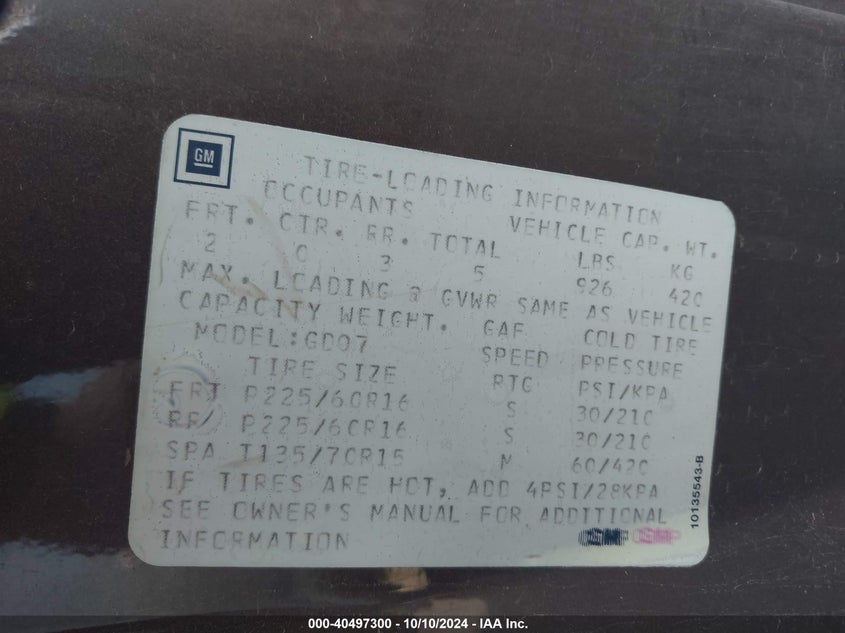 GM
TIRE-LOADING INFORMATION
OCCUPANTS VEHICLE CAP. WT.
FRT. CTR. RR. TOTAL LBS KG
2 0 3 5 926 420
MAX. LOADING @ GVWR SAME AS VEHICLE
CAPACITY WEIGHT. GAF COLD TIRE
MODEL:GD07 SPEED PRESSURE
TIRE SIZE RTG PSI/KPA
FRT P225/60R16 S 30/210
RR P225/60R16 S 30/210
SPA T135/70R15 M 60/420
IF TIRES ARE HOT, ADD 4PSI/28KPA
SEE OWNER'S MANUAL FOR ADDITIONAL
INFORMATION
10135543-B
000-40497300 - 10/10/2024 - IAA Inc.